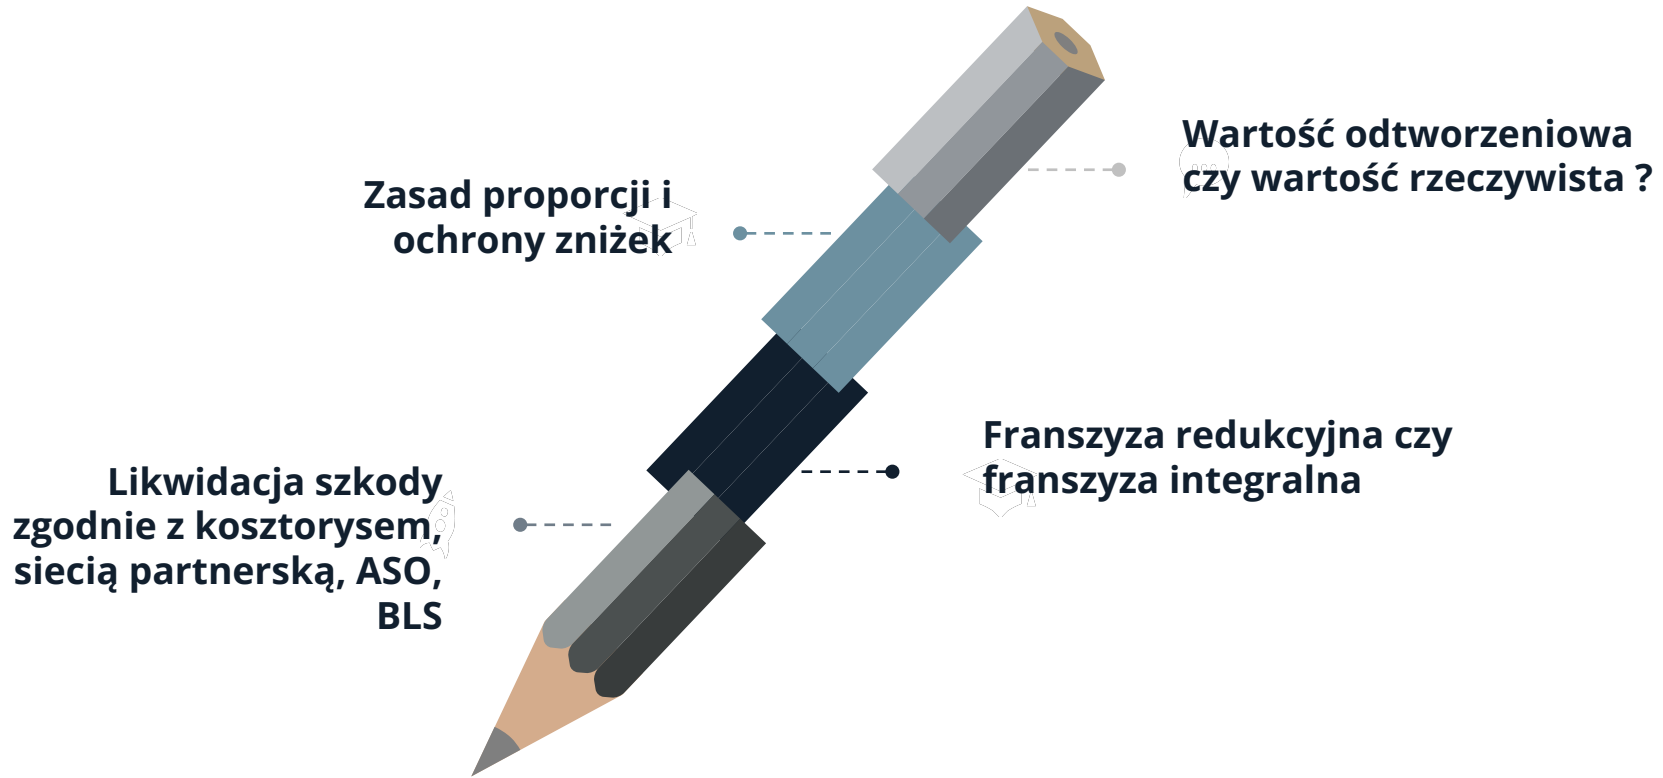 Wartość odtworzeniowa
czy wartość rzeczywista ?
Zasad proporcji i
ochrony zniżek
Franszyza redukcyjna czy
franszyza integralna
Likwidacja szkody
zgodnie z kosztorysem,
siecią partnerską, ASO,
BLS